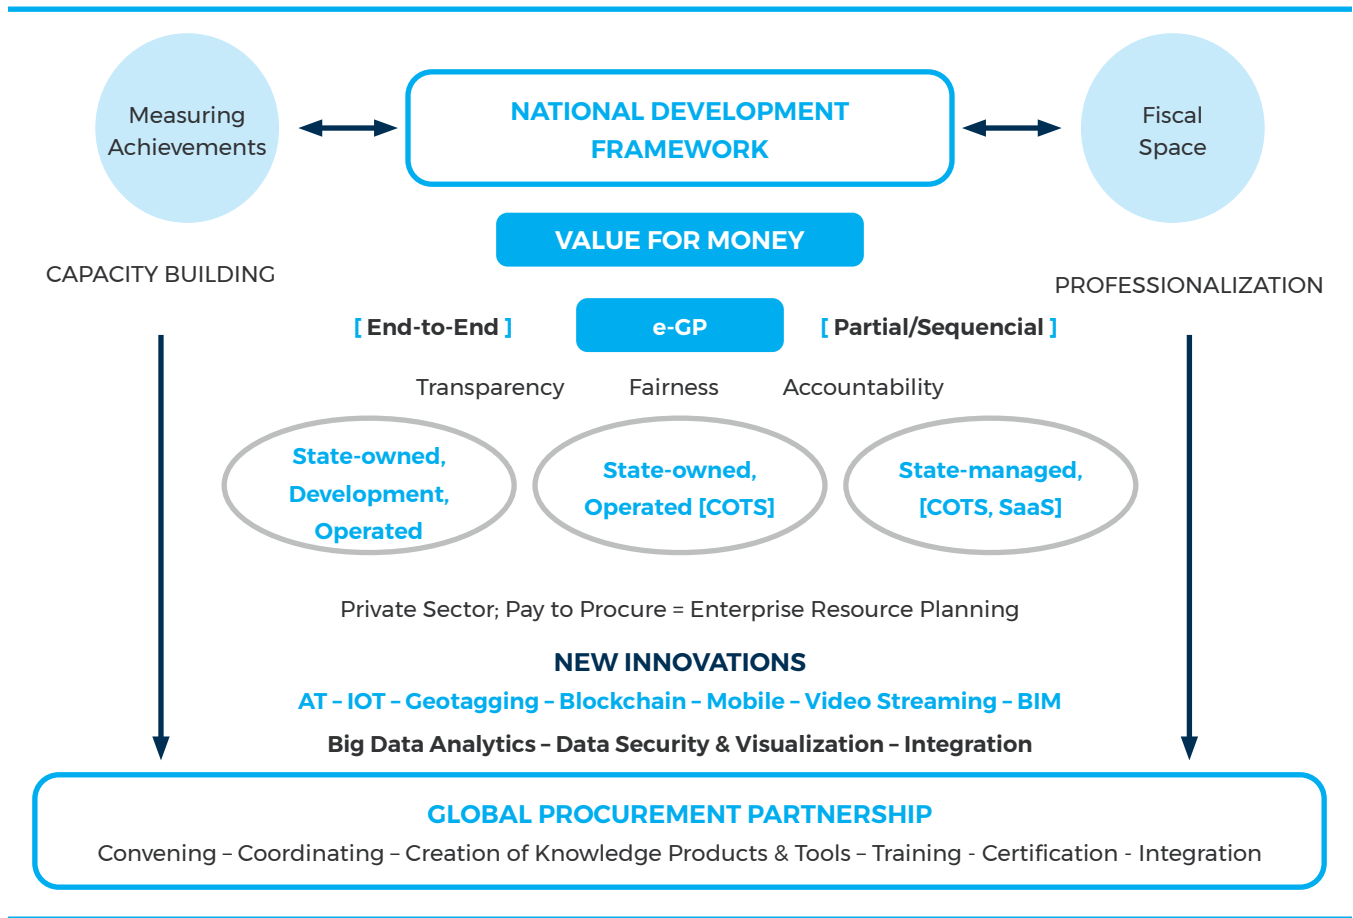 Measuring
Achievements
NATIONAL DEVELOPMENT
FRAMEWORK
Fiscal
Space
VALUE FOR MONEY
CAPACITY BUILDING
PROFESSIONALIZATION
[ End-to-End ]
e-GP
[ Partial/Sequencial ]
Transparency
Fairness
Accountability
State-owned,
Development,
Operated
State-owned,
Operated [COTS]
State-managed,
[COTS, SaaS]
Private Sector; Pay to Procure = Enterprise Resource Planning
NEW INNOVATIONS
AT – IOT – Geotagging – Blockchain – Mobile – Video Streaming – BIM
Big Data Analytics – Data Security & Visualization – Integration
GLOBAL PROCUREMENT PARTNERSHIP
Convening – Coordinating – Creation of Knowledge Products & Tools – Training - Certification - Integration